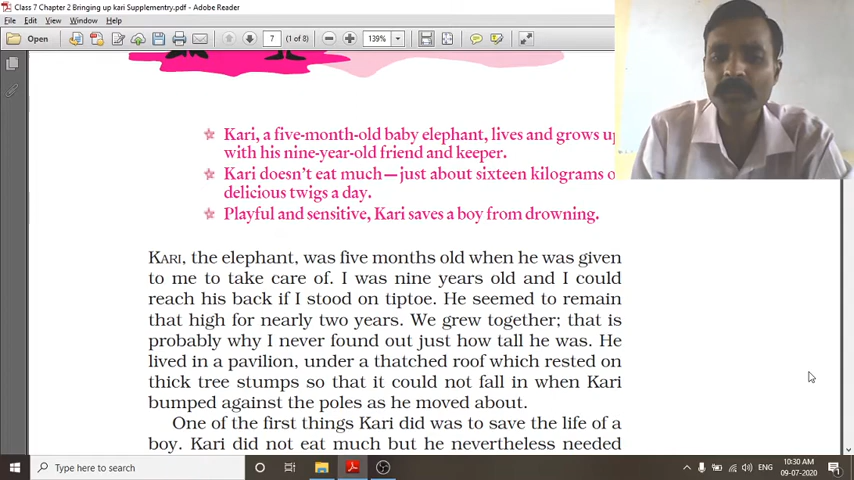 Class 7 Chapter 2 Bringing up kari Supplementry.pdf - Adobe Reader
File Edit View Window Help
Open 7 (1 of 8) 139%
Kari, a five-month-old baby elephant, lives and grows up
with his nine-year-old friend and keeper.
Kari doesn't eat much—just about sixteen kilograms
delicious twigs a day.
Playful and sensitive, Kari saves a boy from drowning.
KARI, the elephant, was five months old when he was given
to me to take care of. I was nine years old and I could
reach his back if I stood on tiptoe. He seemed to remain
that high for nearly two years. We grew together; that is
probably why I never found out just how tall he was. He
lived in a pavilion, under a thatched roof which rested on
thick tree stumps so that it could not fall in when Kari
bumped against the poles as he moved about.
One of the first things Kari did was to save the life of a
boy. Kari did not eat much but he nevertheless needed
Type here to search
ENG
10:30 AM
09-07-2020